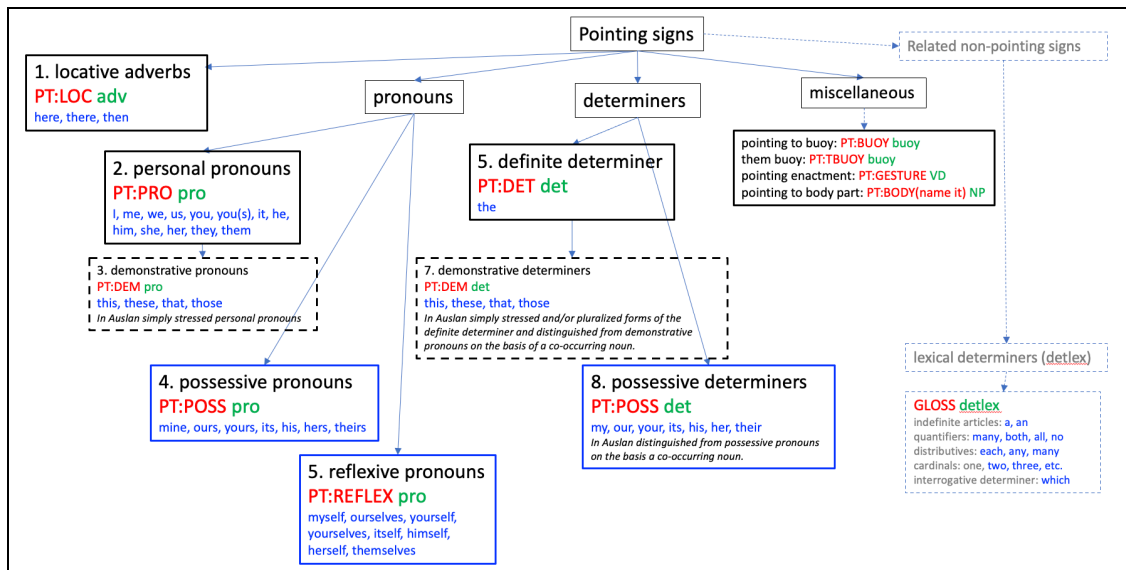 Pointing signs
Related non-pointing signs
1. locative adverbs
PT:LOC adv
here, there, then
pronouns
determiners
miscellaneous
pointing to buoy: PT:BUOY buoy
them buoy: PT:TBUOY buoy
pointing enactment: PT:GESTURE VD
pointing to body part: PT:BODY(name it) NP
2. personal pronouns
PT:PRO pro
I, me, we, us, you, you(s), it, he,
him, she, her, they, them
5. definite determiner
PT:DET det
the
3. demonstrative pronouns
PT:DEM pro
this, these, that, those
In Auslan simply stressed personal pronouns
7. demonstrative determiners
PT:DEM det
this, these, that, those
In Auslan simply stressed and/or pluralized forms of the
definite determiner and distinguished from demonstrative
pronouns on the basis of a co-occurring noun.
lexical determiners (detlex)
4. possessive pronouns
PT:POSS pro
mine, ours, yours, its, his, hers, theirs
8. possessive determiners
PT:POSS det
my, our, your, its, his, her, their
In Auslan distinguished from possessive pronouns
on the basis a co-occurring noun.
GLOSS detlex
indefinite articles: a, an
quantifiers: many, both, all, no
distributives: each, any, many
cardinals: one, two, three, etc.
interrogative determiner: which
5. reflexive pronouns
PT:REFLEX pro
myself, ourselves, yourself,
yourselves, itself, himself,
herself, themselves